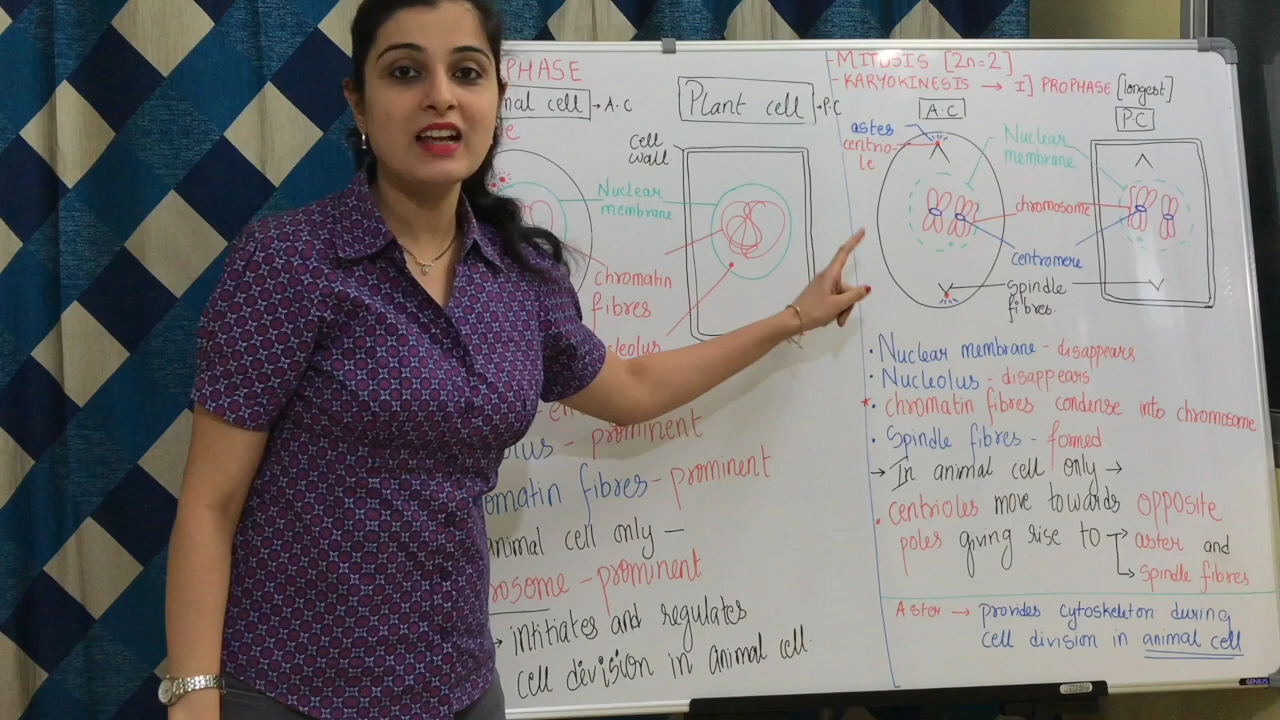 PHASE
mal cell → A.C
Plant cell → P.C
Cell
wall
Nuclear
membrane
chromatin
fibres
cleolus
olus - prominent
omatin fibres - prominent
animal cell only -
rosome - prominent
→ intitiates and regulates
cell division in animal cell.
- MITOSIS [2n=2]
- KARYOKINESIS → I] PROPHASE [longest]
A.C
P.C
astes
centrio-
le
Nuclear
membrane
chromosome
centromere
Spindle
fibres.
· Nuclear membrane - disappears
· Nucleolus - disappears
* · chromatin fibres condense into chromosome
· Spindle fibres - formed.
→ In animal cell only →
· centrioles move towards opposite
poles giving rise to → aster and
→ spindle fibres
Aster → provides cytoskeleton during
cell division in animal cell